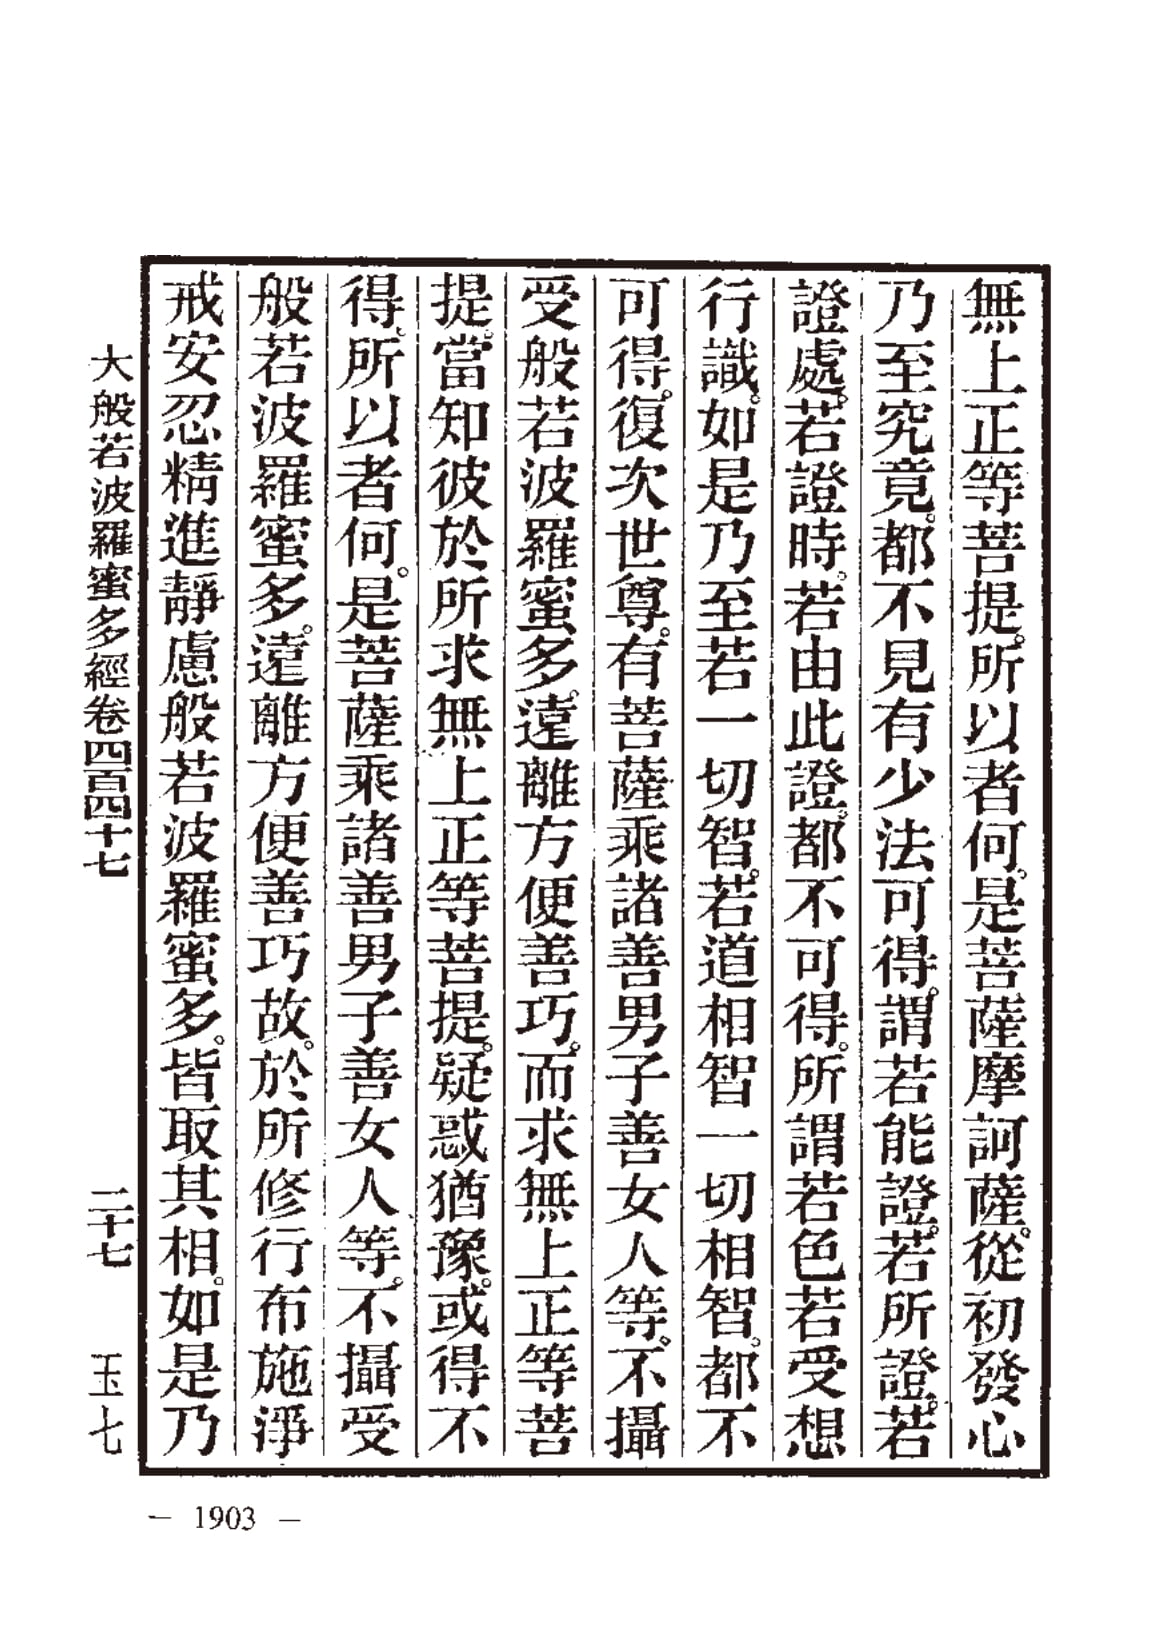 無上正等菩提。所以者何。是菩薩摩訶薩。從初發心
乃至究竟。都不見有少法可得。謂若能證。若所證。若
證處。若證時。若由此證。都不可得。所謂若色若受想
行識。如是乃至若一切智。若道相智一切相智。都不
可得。復次世尊。有菩薩乘諸善男子善女人等。不攝
受般若波羅蜜多。遠離方便善巧。而求無上正等菩
提。當知彼於所求無上正等菩提。疑惑猶豫。或得不
得。所以者何。是菩薩乘諸善男子善女人等。不攝受
般若波羅蜜多。遠離方便善巧故。於所修行布施淨
戒安忍精進靜慮般若波羅蜜多。皆取其相。如是乃
大般若波羅蜜多經卷四百四十七 二十七 玉七
— 1903 —